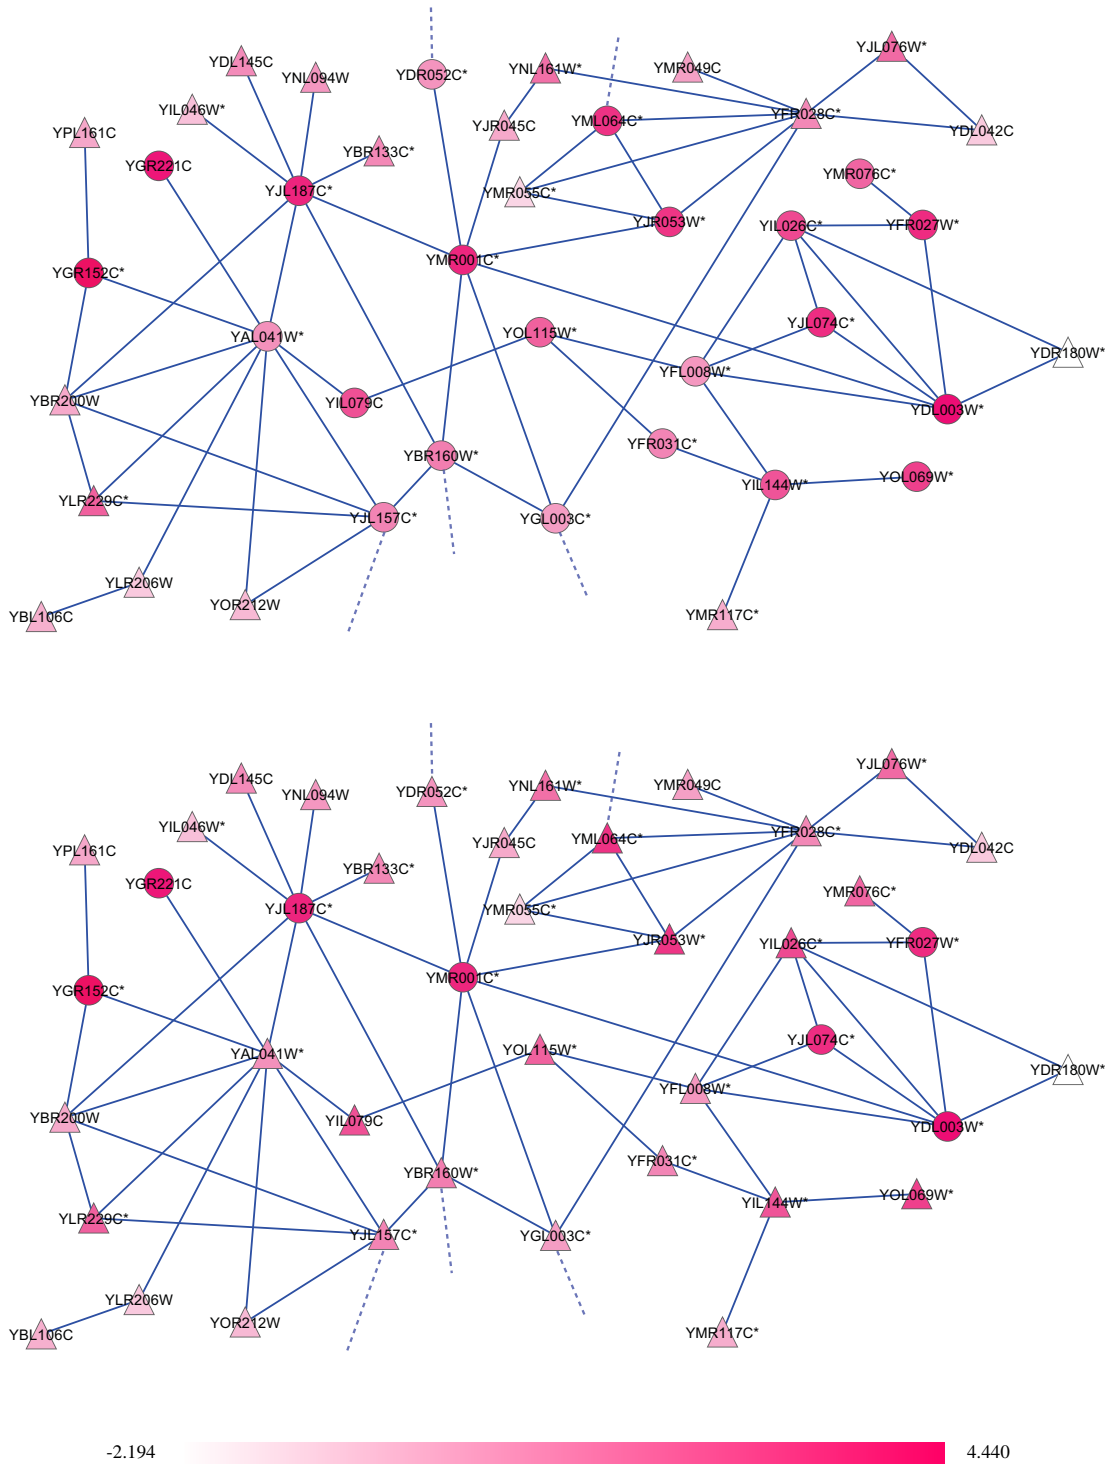 YJL076W*
YDL145C
YNL094W
YDR052C*
YNL161W*
YMR049C
YIL046W*
YPL161C
YJR045C
YML064C*
YFR028C*
YDL042C
YGR221C
YBR133C*
YJL187C*
YMR055C*
YMR076C*
YJR053W*
YIL026C*
YFR027W*
YGR152C*
YMR001C*
YAL041W*
YOL115W*
YJL074C*
YDR180W*
YBR200W
YIL079C
YFL008W*
YDL003W*
YBR160W*
YFR031C*
YLR229C*
YJL157C*
YGL003C*
YIL144W*
YOL069W*
YLR206W
YBL106C
YOR212W
YMR117C*
YJL076W*
YDL145C
YNL094W
YDR052C*
YNL161W*
YMR049C
YIL046W*
YPL161C
YJR045C
YML064C*
YFR028C*
YDL042C
YGR221C
YBR133C*
YJL187C*
YMR055C*
YMR076C*
YJR053W*
YIL026C*
YFR027W*
YGR152C*
YMR001C*
YAL041W*
YOL115W*
YJL074C*
YDR180W*
YBR200W
YIL079C
YFL008W*
YDL003W*
YBR160W*
YFR031C*
YLR229C*
YJL157C*
YGL003C*
YIL144W*
YOL069W*
YLR206W
YBL106C
YOR212W
YMR117C*
-2.194 4.440